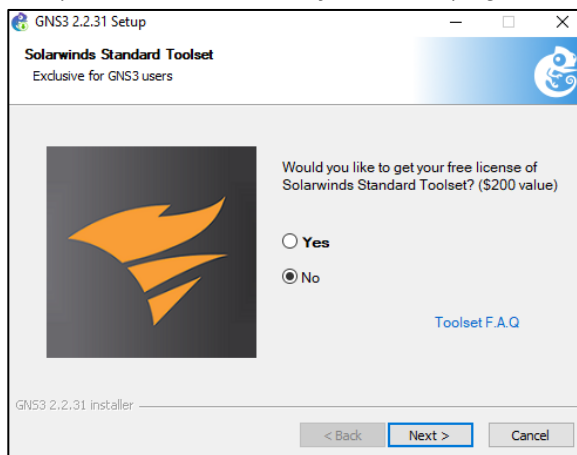 GNS3 2.2.31 Setup
Solarwinds Standard Toolset
Exclusive for GNS3 users
Would you like to get your free license of
Solarwinds Standard Toolset? ($200 value)
Yes
No
Toolset F.A.Q
GNS3 2.2.31 installer
< Back Next > Cancel